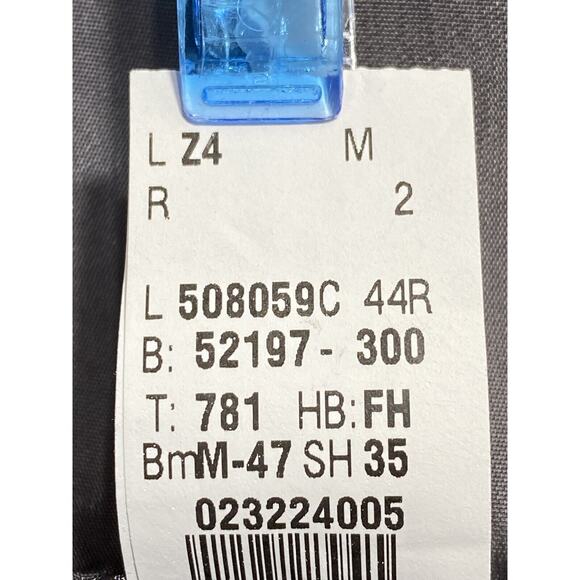 L Z4 M
R 2
L 508059C 44R
B: 52197- 300
T: 781 HB: FH
BmM-47 SH 35
023224005